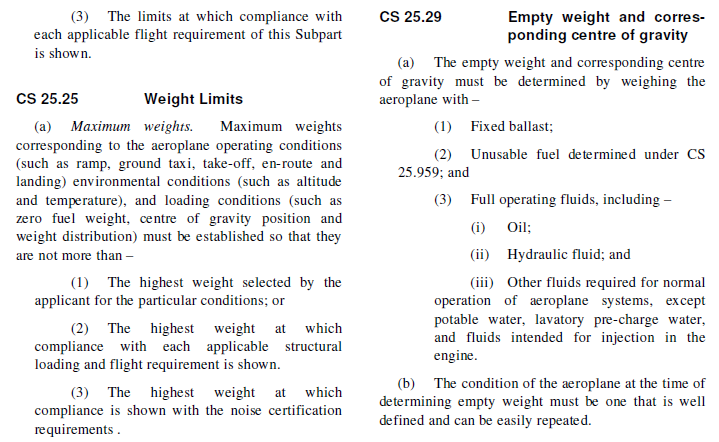 (3) The limits at which compliance with
each applicable flight requirement of this Subpart
is shown.
CS 25.25 Weight Limits
(a) Maximum weights. Maximum weights
corresponding to the aeroplane operating conditions
(such as ramp, ground taxi, take-off, en-route and
landing) environmental conditions (such as altitude
and temperature), and loading conditions (such as
zero fuel weight, centre of gravity position and
weight distribution) must be established so that they
are not more than –
(1) The highest weight selected by the
applicant for the particular conditions; or
(2) The highest weight at which
compliance with each applicable structural
loading and flight requirement is shown.
(3) The highest weight at which
compliance is shown with the noise certification
requirements .
CS 25.29 Empty weight and corres-
ponding centre of gravity
(a) The empty weight and corresponding centre
of gravity must be determined by weighing the
aeroplane with –
(1) Fixed ballast;
(2) Unusable fuel determined under CS
25.959; and
(3) Full operating fluids, including –
(i) Oil;
(ii) Hydraulic fluid; and
(iii) Other fluids required for normal
operation of aeroplane systems, except
potable water, lavatory pre-charge water,
and fluids intended for injection in the
engine.
(b) The condition of the aeroplane at the time of
determining empty weight must be one that is well
defined and can be easily repeated.